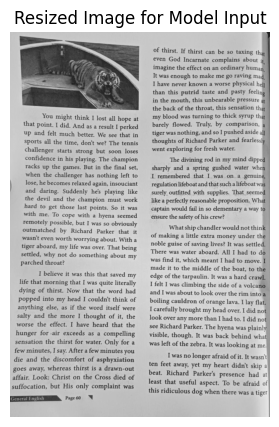 Resized Image for Model Input
You might think I lost all hope at
that point. I did. And as a result I perked
up and felt much better. We see that in
sports all the time, don't we? The tennis
challenger starts strong but soon loses
confidence in his playing. The champion
racks up the games. But in the final set,
when the challenger has nothing left to
lose, he becomes relaxed again, insouciant
and daring. Suddenly he's playing like
the devil and the champion must work
hard to get those last points. So it was
with me. To cope with a hyena seemed
remotely possible, but I was so obviously
outmatched by Richard Parker that it
wasn't even worth worrying about. With a
tiger aboard, my life was over. That being
settled, why not do something about my
parched throat?
I believe it was this that saved my
life that morning, that I was quite literally
dying of thirst. Now that the word had
popped into my head I couldn't think of
anything else, as if the word itself were
salty and the more I thought of it, the
worse the effect. I have heard that the
hunger for air exceeds as a compelling
sensation the thirst for water. Only for a
few minutes, I say. After a few minutes you
die and the discomfort of asphyxiation
goes away, whereas thirst is a drawn-out
affair. Look: Christ on the Cross died of
suffocation, but His only complaint was
General English Page 60
of thirst. If thirst can be so taxing that
even God Incarnate complains about it,
imagine the effect on an ordinary human.
It was enough to make me go raving mad.
I have never known a worse physical hell
than this putrid taste and pasty feeling
in the mouth, this unbearable pressure at
the back of the throat, this sensation that
my blood was turning to thick syrup that
barely flowed. Truly, by comparison, a
tiger was nothing, and so I pushed aside all
thoughts of Richard Parker and fearlessly
went exploring for fresh water.
The divining rod in my mind dipped
sharply and a spring gushed water when
I remembered that I was on a genuine,
regulation lifeboat and that such a lifeboat was
surely outfitted with supplies. That seemed
like a perfectly reasonable proposition. What
captain would fail in so elementary a way to
ensure the safety of his crew?
What ship chandler would not think
of making a little extra money under the
noble guise of saving lives? It was settled.
There was water aboard. All I had to do
was find it, which meant I had to move. I
made it to the middle of the boat, to the
edge of the tarpaulin. It was a hard crawl.
I felt I was climbing the side of a volcano
and I was about to look over the rim into a
boiling cauldron of orange lava. I lay flat.
I carefully brought my head over. I did not
look over any more than I had to. I did not
see Richard Parker. The hyena was plainly
visible, though. It was back behind what
was left of the zebra. It was looking at me.
I was no longer afraid of it. It wasn't
ten feet away, yet my heart didn't skip a
beat. Richard Parker's presence had at
least that useful aspect. To be afraid of
this ridiculous dog when there was a tiger